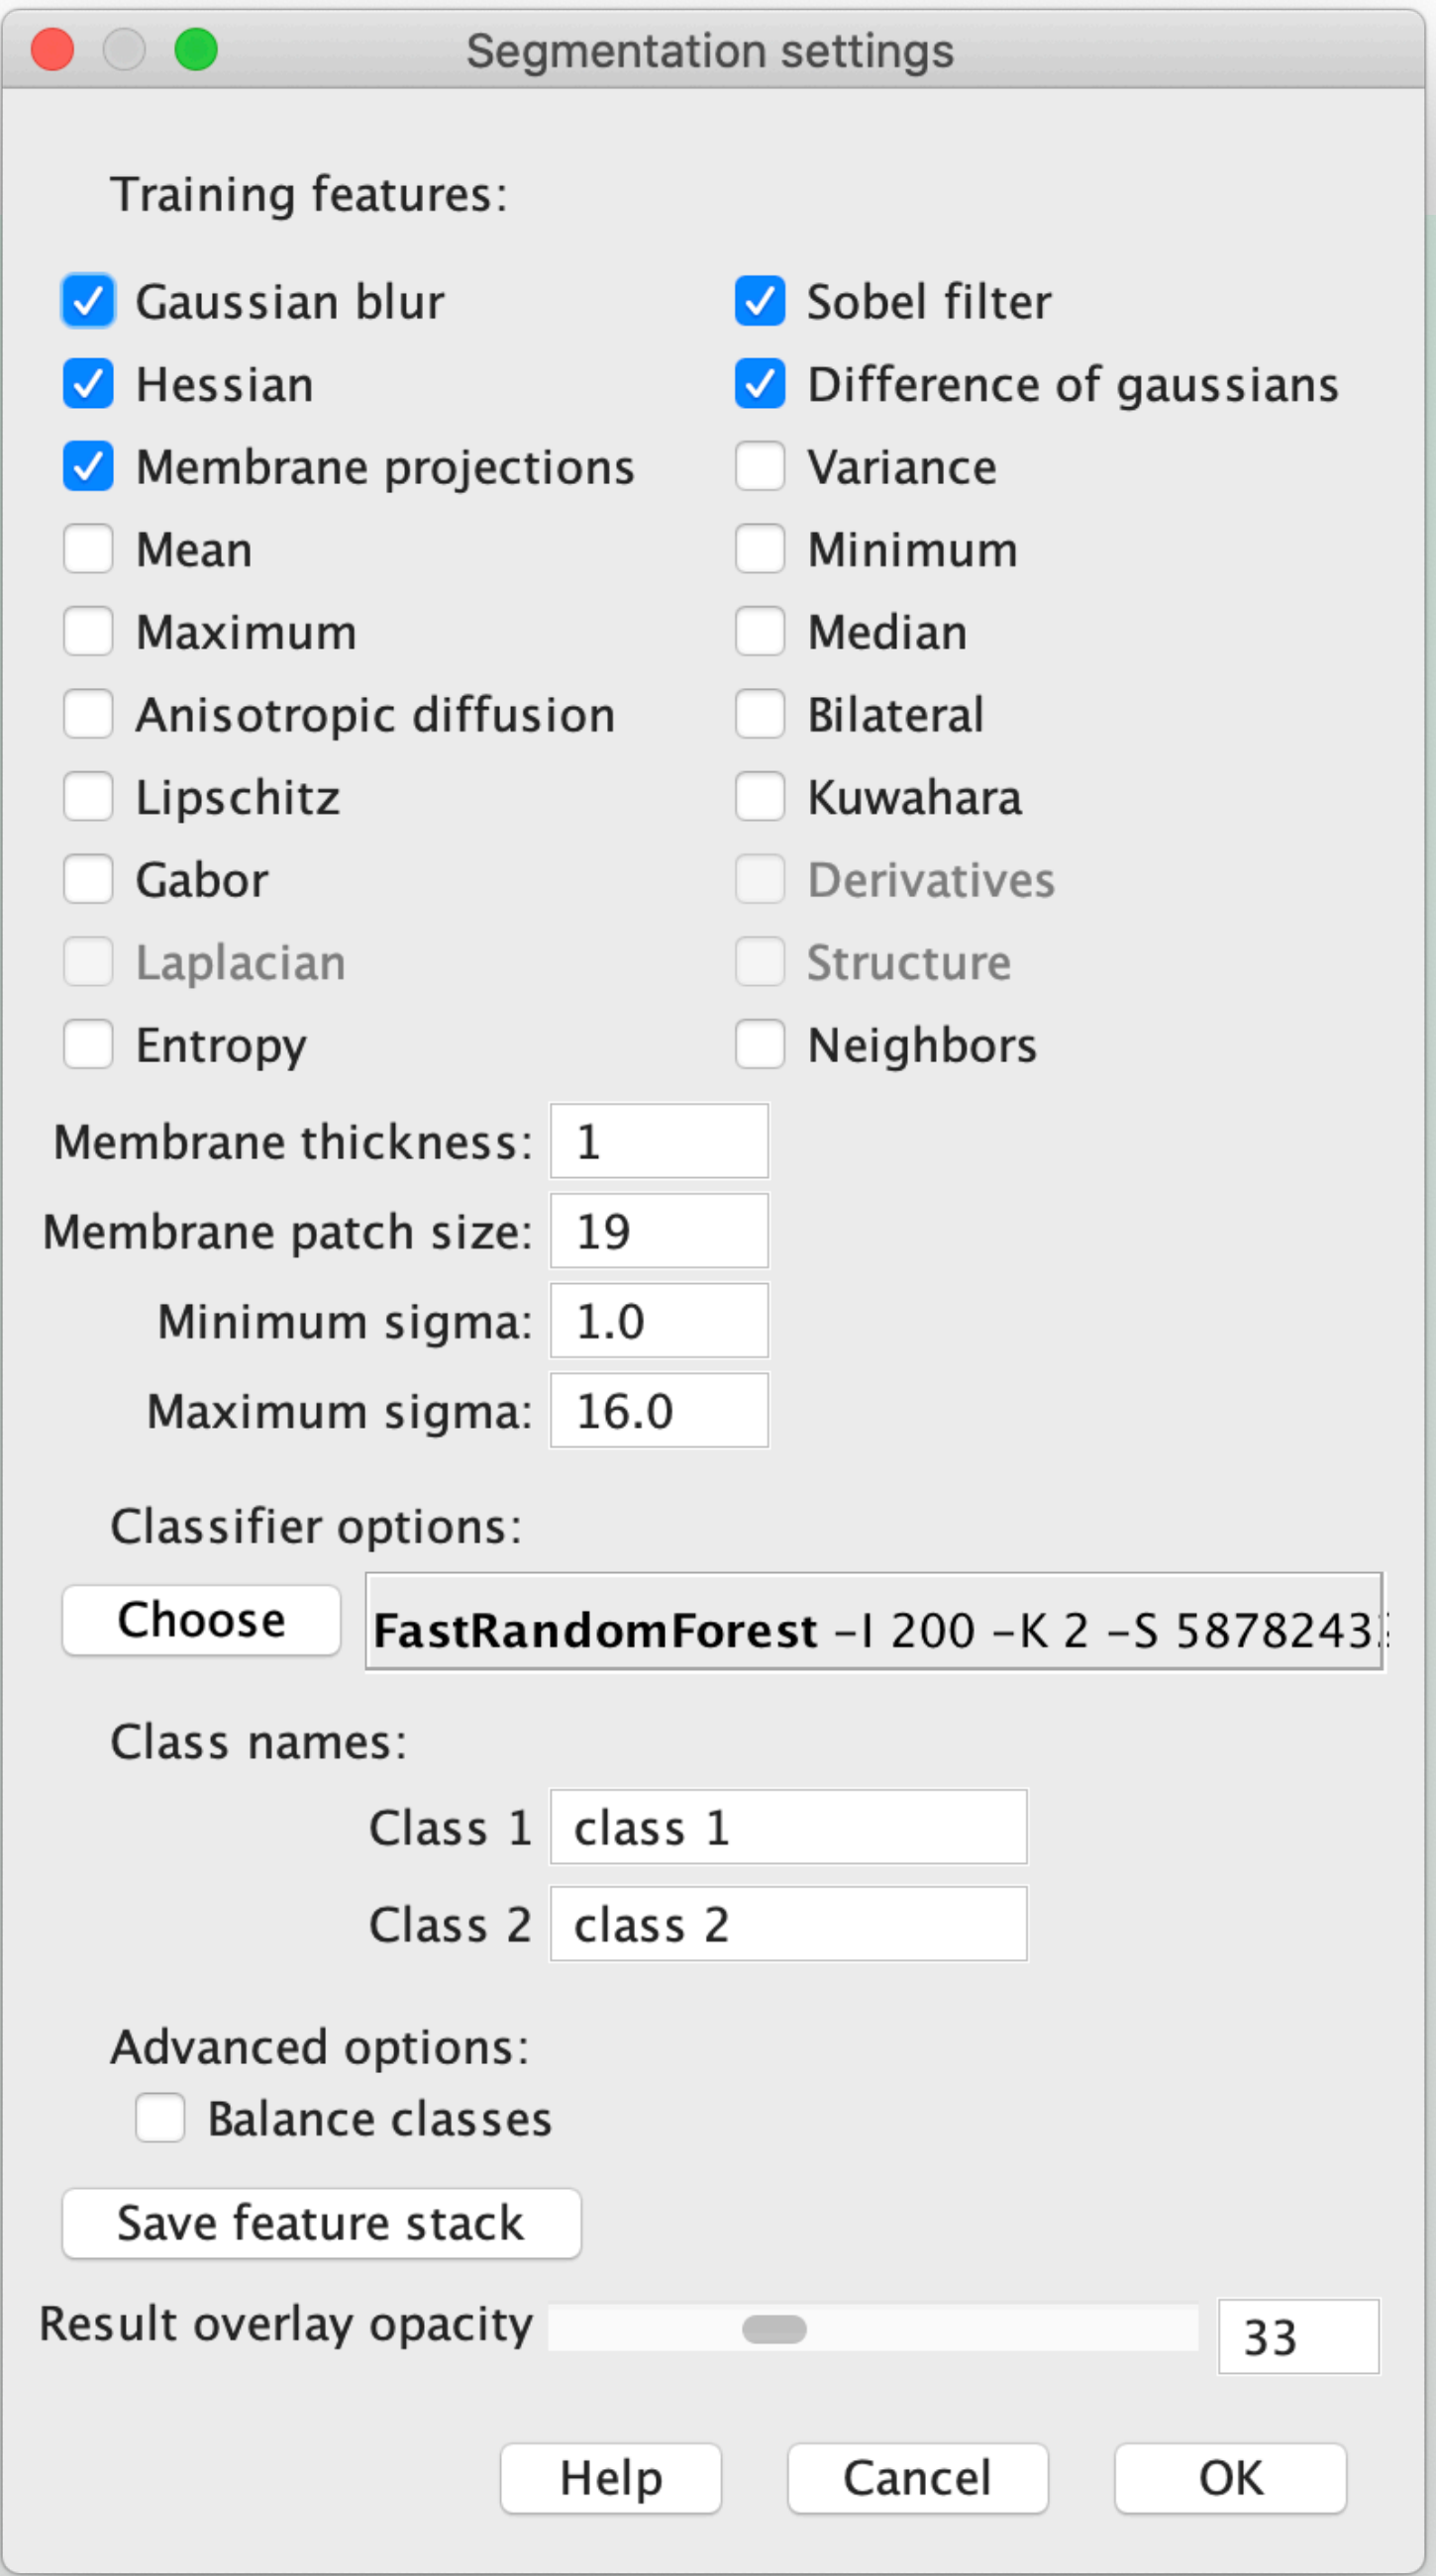 Segmentation settings
Training features:
Gaussian blur Sobel filter
Hessian Difference of gaussians
Membrane projections Variance
Mean Minimum
Maximum Median
Anisotropic diffusion Bilateral
Lipschitz Kuwahara
Gabor Derivatives
Laplacian Structure
Entropy Neighbors
Membrane thickness: 1
Membrane patch size: 19
Minimum sigma: 1.0
Maximum sigma: 16.0
Classifier options:
Choose FastRandomForest -I 200 -K 2 -S
Class names:
Class 1 class 1
Class 2 class 2
Advanced options:
Balance classes
Save feature stack
Result overlay opacity 33
Help Cancel OK